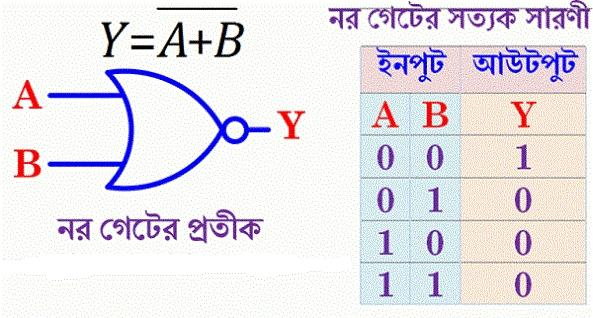 Y=\overline{A+B}
A
B
Y
নর গেটের প্রতীক
নর গেটের সত্যক সারণী
ইনপুট আউটপুট
A B Y
0 0 1
0 1 0
1 0 0
1 1 0